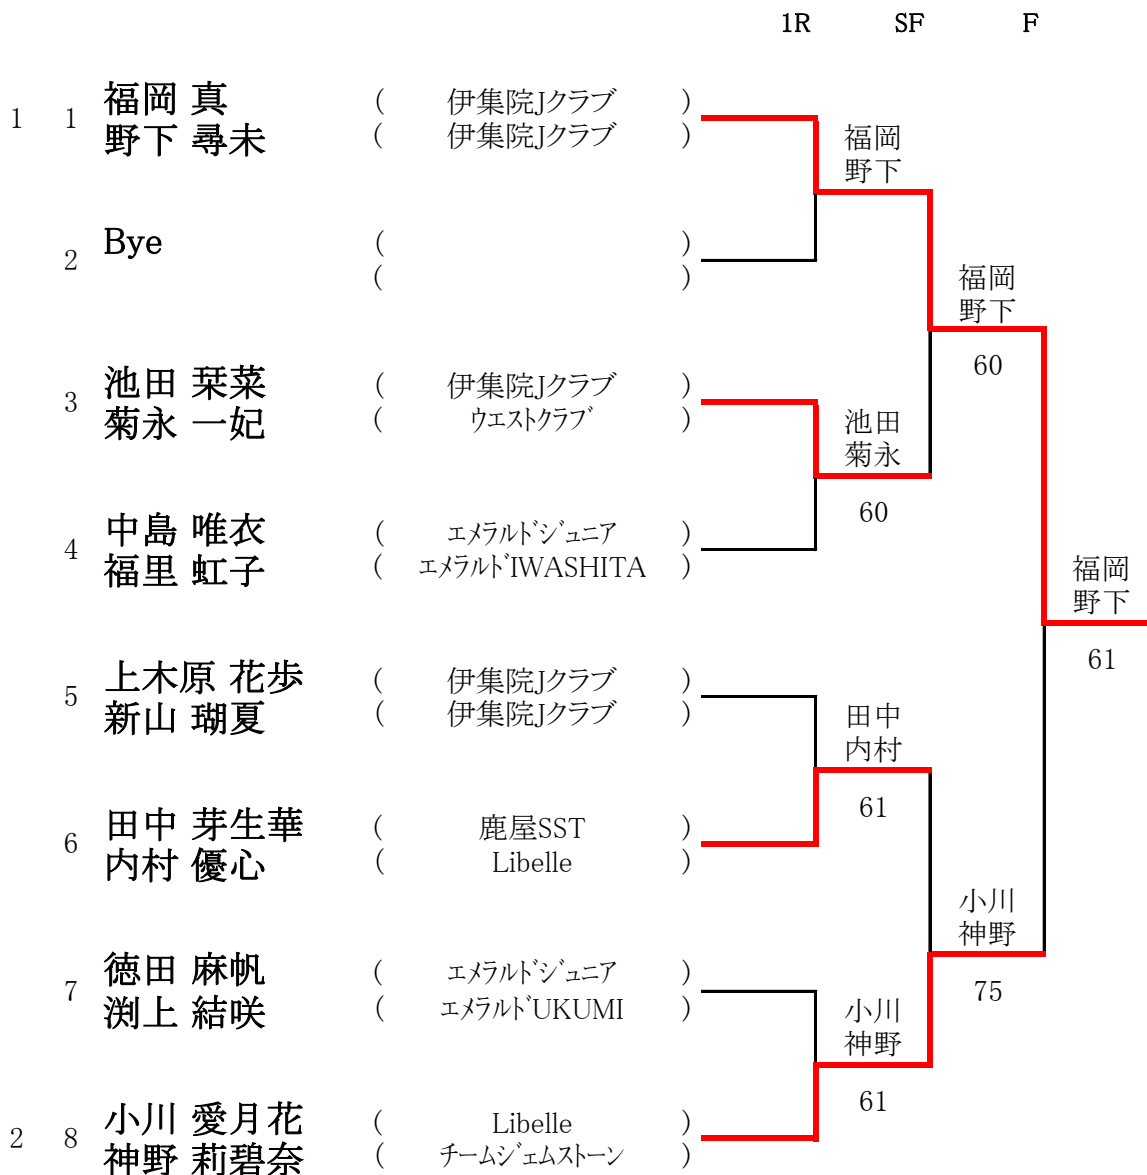 1R SF F
1 1 福岡 真 ( 伊集院Jクラブ )
野下 尋未 ( 伊集院Jクラブ )
福岡
野下
2 Bye ( )
( )
福岡
野下
60
3 池田 栞菜 ( 伊集院Jクラブ )
菊永 一妃 ( ウエストクラブ )
池田
菊永
60
4 中島 唯衣 ( エメラルドジュニア )
福里 虹子 ( エメラルドIWASHITA )
福岡
野下
61
5 上木原 花歩 ( 伊集院Jクラブ )
新山 瑚夏 ( 伊集院Jクラブ )
田中
内村
61
6 田中 芽生華 ( 鹿屋SST )
内村 優心 ( Libelle )
小川
神野
75
7 徳田 麻帆 ( エメラルドジュニア )
渕上 結咲 ( エメラルドUKUMI )
小川
神野
61
2 8 小川 愛月花 ( Libelle )
神野 莉碧奈 ( チームジェムストーン )